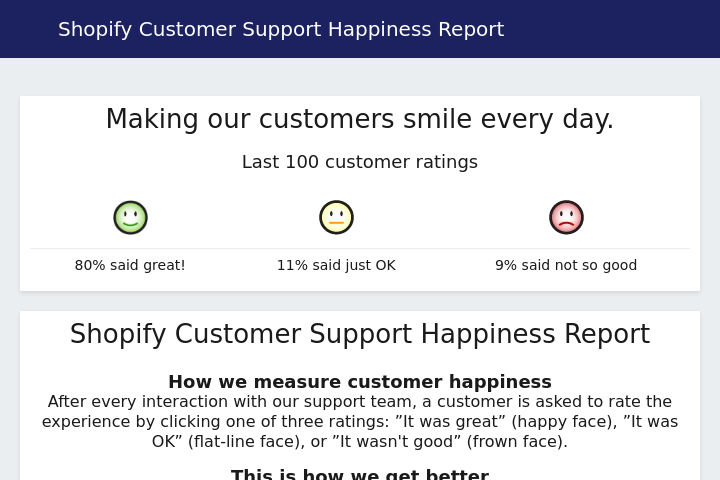 Shopify Customer Support Happiness Report
Making our customers smile every day.
Last 100 customer ratings
80% said great!
11% said just OK
9% said not so good
Shopify Customer Support Happiness Report
How we measure customer happiness
After every interaction with our support team, a customer is asked to rate the
experience by clicking one of three ratings: ”It was great” (happy face), ”It was
OK” (flat-line face), or ”It wasn't good” (frown face).
This is how we get better